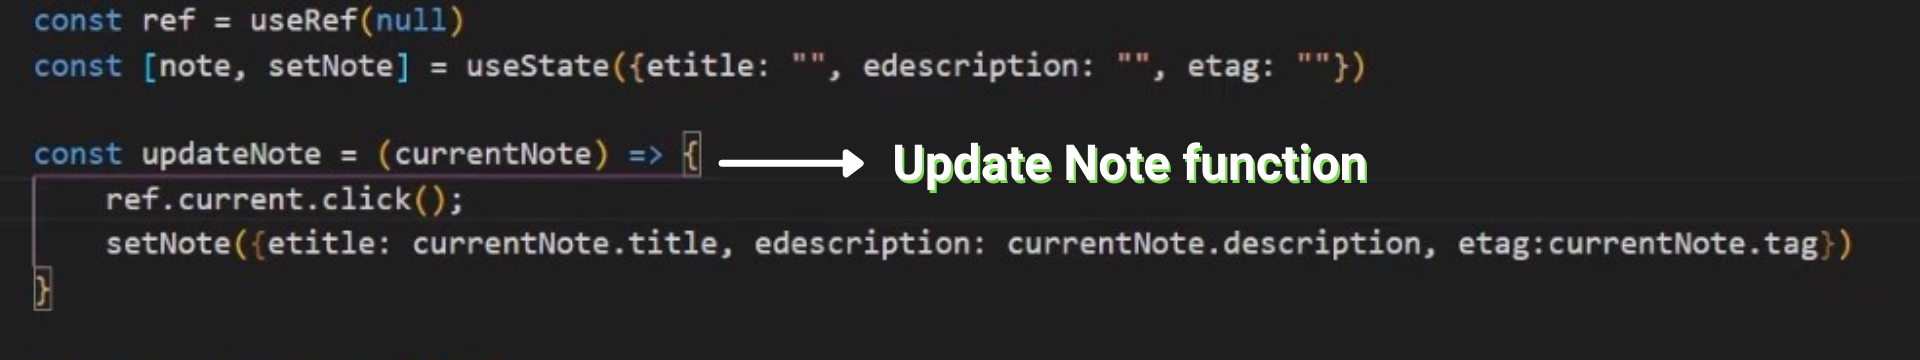 const ref = useRef(null)
const [note, setNote] = useState({etitle: "", edescription: "", etag: ""})
const updateNote = (currentNote) => {
Update Note function
ref.current.click();
setNote({etitle: currentNote.title, edescription: currentNote.description, etag:currentNote.tag})
}